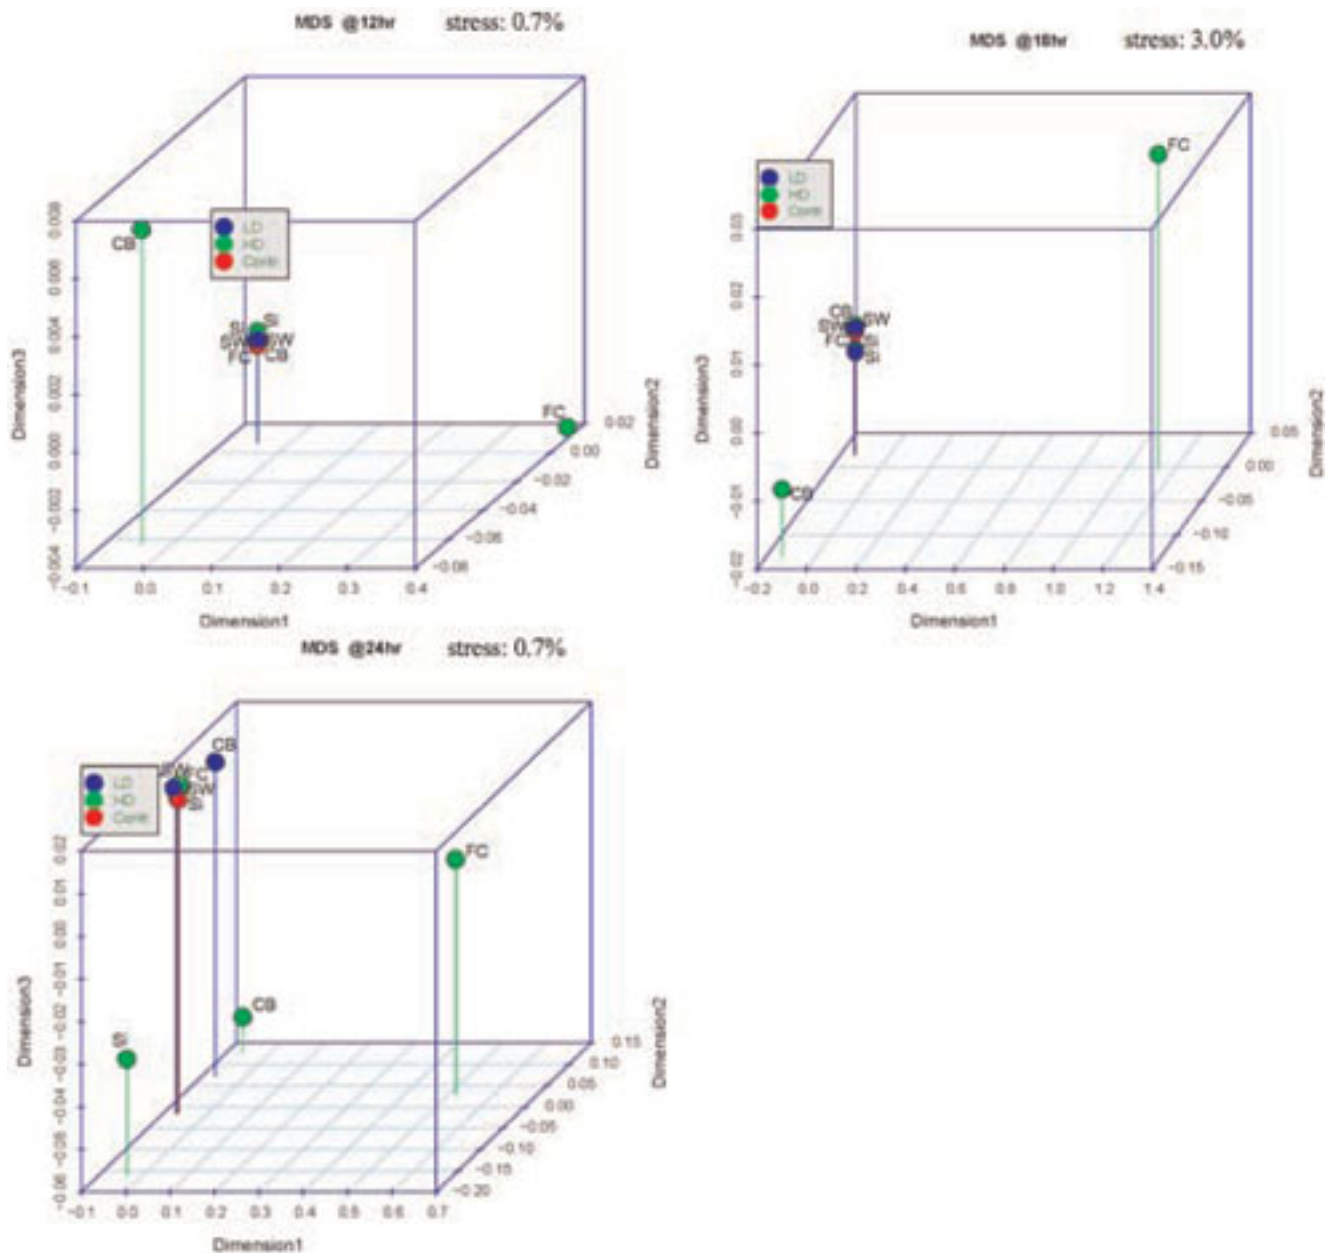 MDS @12hr stress: 0.7%
LD
HD
Contr
CB
SI SI
SW SW
FC CB
FC
Dimension3
0.008
0.006
0.004
0.002
0.000
-0.002
-0.004
-0.1 0.0 0.1 0.2 0.3 0.4
Dimension1
0.02
0.00
-0.02
-0.04
-0.06
-0.08
Dimension2
MDS @18hr stress: 3.0%
LD
HD
Contr
FC
CB
SW SW
FC SI
SI
CB
Dimension3
0.03
0.02
0.01
0.00
-0.01
-0.02
-0.2 0.0 0.2 0.4 0.6 0.8 1.0 1.2 1.4
Dimension1
0.05
0.00
-0.05
-0.10
-0.15
Dimension2
MDS @24hr stress: 0.7%
LD
HD
Contr
CB
SW FC
SW
SI
FC
CB
SI
Dimension3
0.02
0.01
0.00
-0.01
-0.02
-0.03
-0.04
-0.05
-0.06
-0.1 0.0 0.1 0.2 0.3 0.4 0.5 0.6 0.7
Dimension1
0.15
0.10
0.05
0.00
-0.05
-0.10
-0.15
-0.20
Dimension2